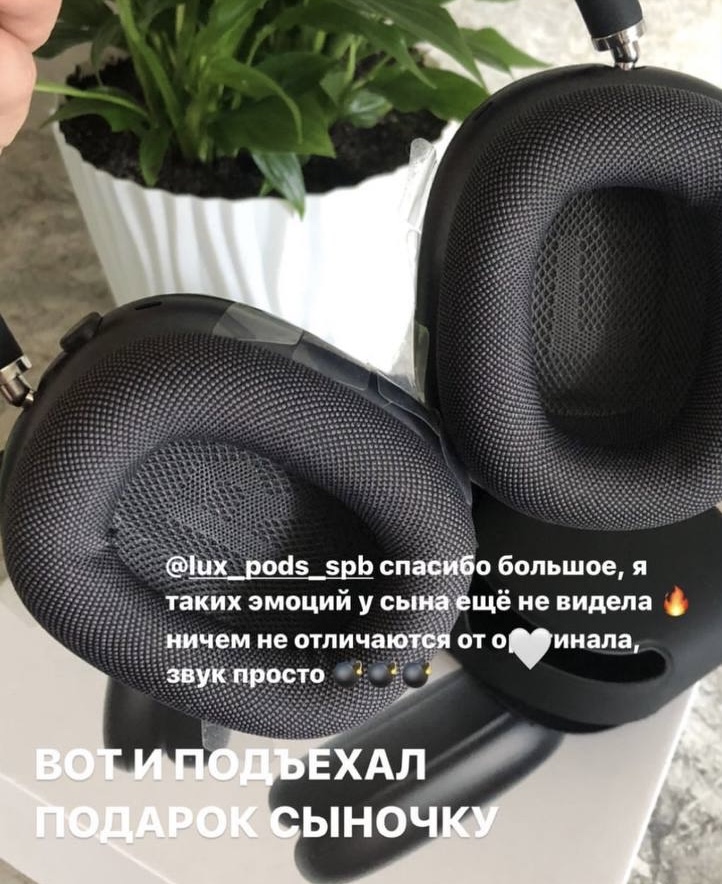 @lux_pods_spb спасибо большое, я
таких эмоций у сына ещё не видела 🔥
ничем не отличаются от о🤍инала,
звук просто 💣💣💣
ВОТ И ПОДЪЕХАЛ
ПОДАРОК СЫНОЧКУ